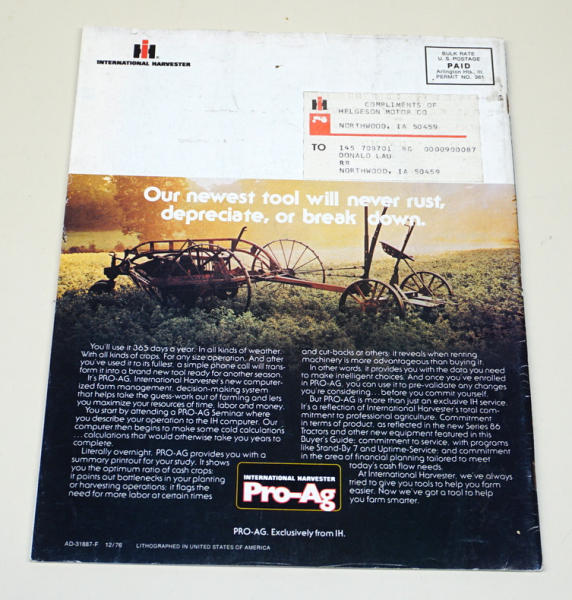 IH
INTERNATIONAL HARVESTER
BULK RATE
U. S. POSTAGE
PAID
Arlington Hts., Ill.
PERMIT NO. 261
IH
COMPLIMENTS OF
HELGESON MOTOR CO
NORTHWOOD, IA 50459
TO
145 709701 RG 0000900087
DONALD LAU
RR
NORTHWOOD, IA 50459
Our newest tool will never rust,
depreciate, or break down.
You'll use it 365 days a year. In all kinds of weather.
With all kinds of crops. For any size operation. And after
you've used it to its fullest, a simple phone call will trans-
form it into a brand new tool ready for another season.
It's PRO-AG, International Harvester's new computer-
ized farm management, decision-making system
that helps take the guess-work out of farming and lets
you maximize your resources of time, labor and money.
You start by attending a PRO-AG Seminar where
you describe your operation to the IH computer. Our
computer then begins to make some cold calculations
...calculations that would otherwise take you years to
complete.
Literally overnight, PRO-AG provides you with a
summary printout for your study. It shows
you the optimum ratio of cash crops;
it points out bottlenecks in your planting
or harvesting operations; it flags the
need for more labor at certain times
and cut-backs at others; it reveals when renting
machinery is more advantageous than buying it.
In other words, it provides you with the data you need
to make intelligent choices. And once you've enrolled
in PRO-AG, you can use it to pre-validate any changes
you're considering...before you commit yourself.
But PRO-AG is more than just an exclusive IH service.
It's a reflection of International Harvester's total com-
mitment to professional agriculture. Commitment
in terms of product, as reflected in the new Series 86
Tractors and other new equipment featured in this
Buyer's Guide; commitment to service, with programs
like Stand-By 7 and Uptime-Service; and commitment
in the area of financial planning tailored to meet
today's cash flow needs.
At International Harvester, we've always
tried to give you tools to help you farm
easier. Now we've got a tool to help
you farm smarter.
INTERNATIONAL HARVESTER
Pro-Ag
PRO-AG. Exclusively from IH.
AD-31887-F 12/76 LITHOGRAPHED IN UNITED STATES OF AMERICA